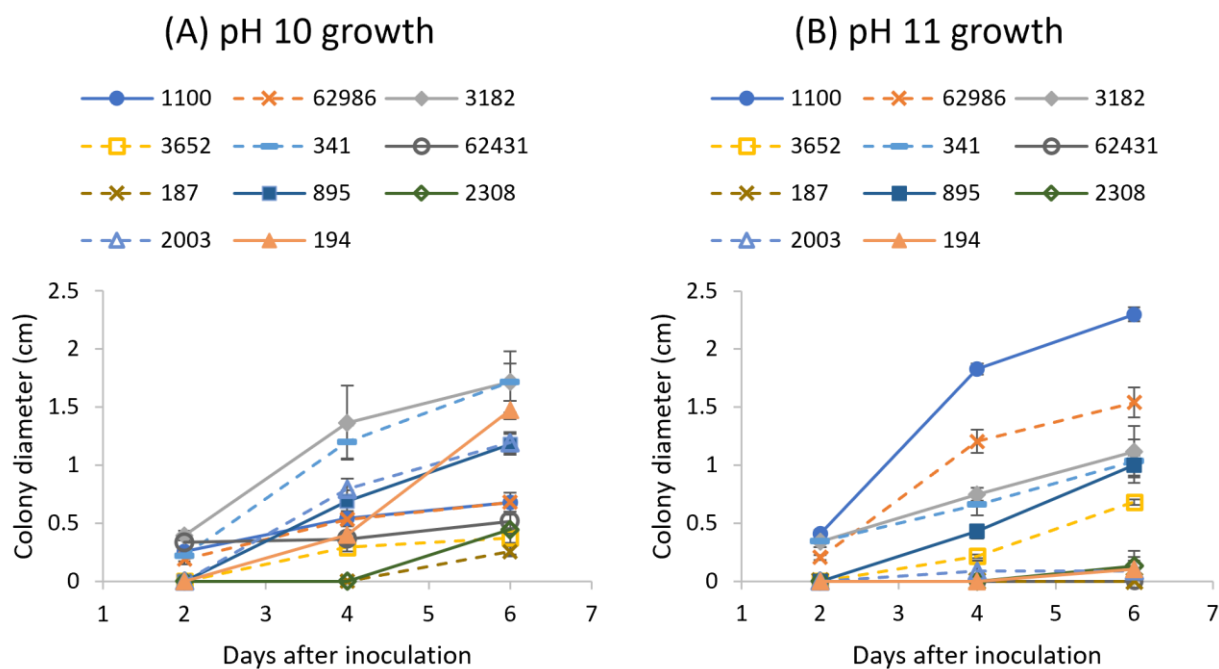 (A) pH 10 growth
1100 62986 3182
3652 341 62431
187 895 2308
2003 194
2.5
2
1.5
1
0.5
0
1 2 3 4 5 6 7
Colony diameter (cm)
Days after inoculation
(B) pH 11 growth
1100 62986 3182
3652 341 62431
187 895 2308
2003 194
2.5
2
1.5
1
0.5
0
1 2 3 4 5 6 7
Colony diameter (cm)
Days after inoculation